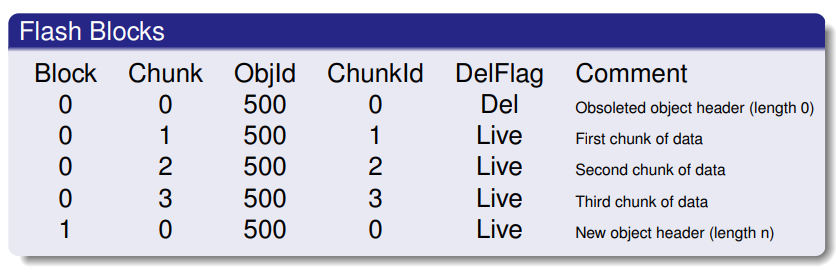 Flash Blocks
Block Chunk ObjId ChunkId DelFlag Comment
0 0 500 0 Del Obsoleted object header (length 0)
0 1 500 1 Live First chunk of data
0 2 500 2 Live Second chunk of data
0 3 500 3 Live Third chunk of data
1 0 500 0 Live New object header (length n)